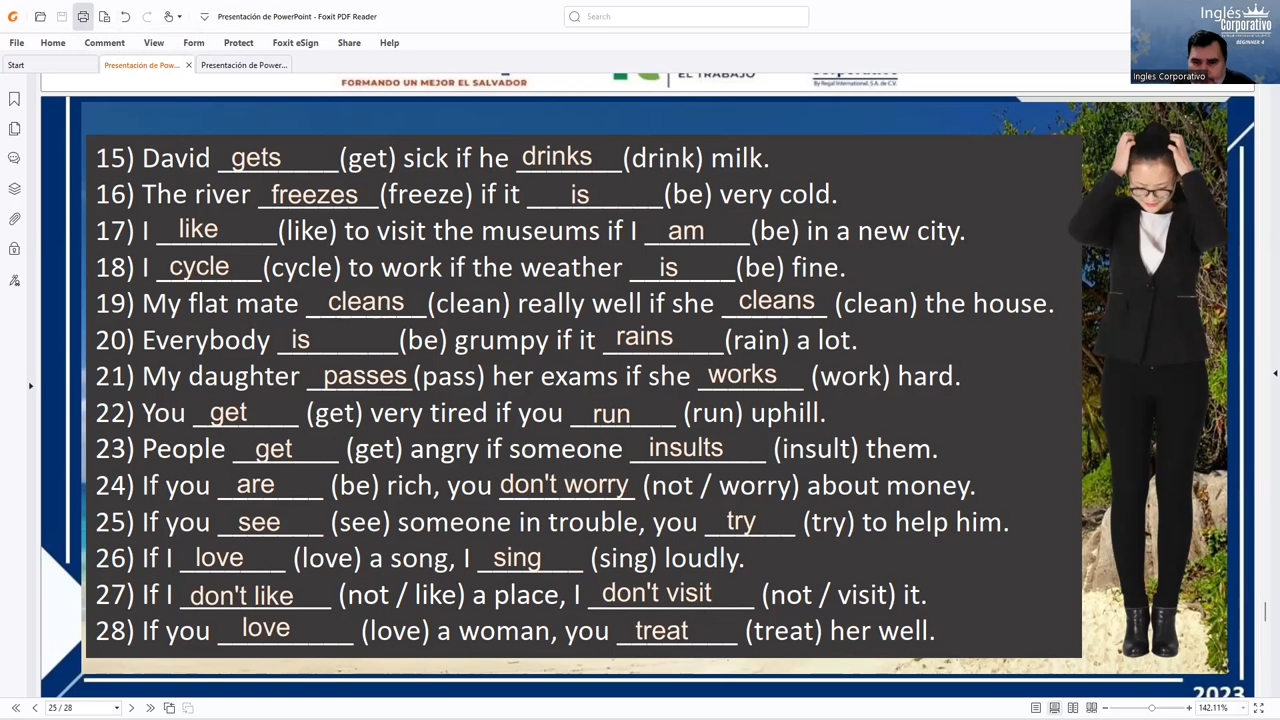 Presentación de PowerPoint - Foxit PDF Reader
Search
File Home Comment View Form Protect Foxit eSign Share Help
Start
Presentación de Pow...
Presentación de Power...
Inglés
Corporativo
BEGINNER 4
Ingles Corporativo
FORMANDO UN MEJOR EL SALVADOR
EL TRABAJO
By Regal International, S.A. de C.V.
15) David gets (get) sick if he drinks (drink) milk.
16) The river freezes (freeze) if it is (be) very cold.
17) I like (like) to visit the museums if I am (be) in a new city.
18) I cycle (cycle) to work if the weather is (be) fine.
19) My flat mate cleans (clean) really well if she cleans (clean) the house.
20) Everybody is (be) grumpy if it rains (rain) a lot.
21) My daughter passes (pass) her exams if she works (work) hard.
22) You get (get) very tired if you run (run) uphill.
23) People get (get) angry if someone insults (insult) them.
24) If you are (be) rich, you don't worry (not / worry) about money.
25) If you see (see) someone in trouble, you try (try) to help him.
26) If I love (love) a song, I sing (sing) loudly.
27) If I don't like (not / like) a place, I don't visit (not / visit) it.
28) If you love (love) a woman, you treat (treat) her well.
2023
25 / 28
142.11%